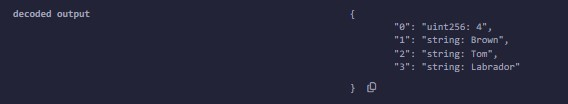 decoded output {
"0": "uint256: 4",
"1": "string: Brown",
"2": "string: Tom",
"3": "string: Labrador"
}